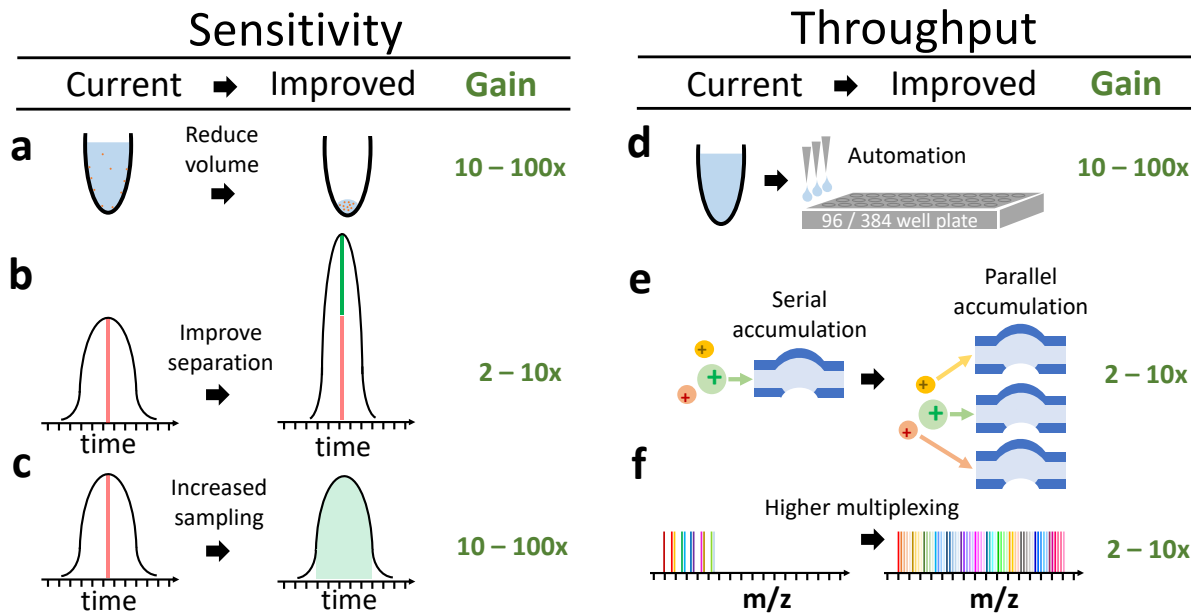 Sensitivity
Current Improved Gain
a
Reduce
volume
10 – 100x
b
Improve
separation
2 – 10x
time
time
c
Increased
sampling
10 – 100x
time
time
Throughput
Current Improved Gain
d
Automation
96 / 384 well plate
10 – 100x
e
Serial
accumulation
Parallel
accumulation
+
+
+
+
+
+
2 – 10x
f
Higher multiplexing
2 – 10x
m/z
m/z